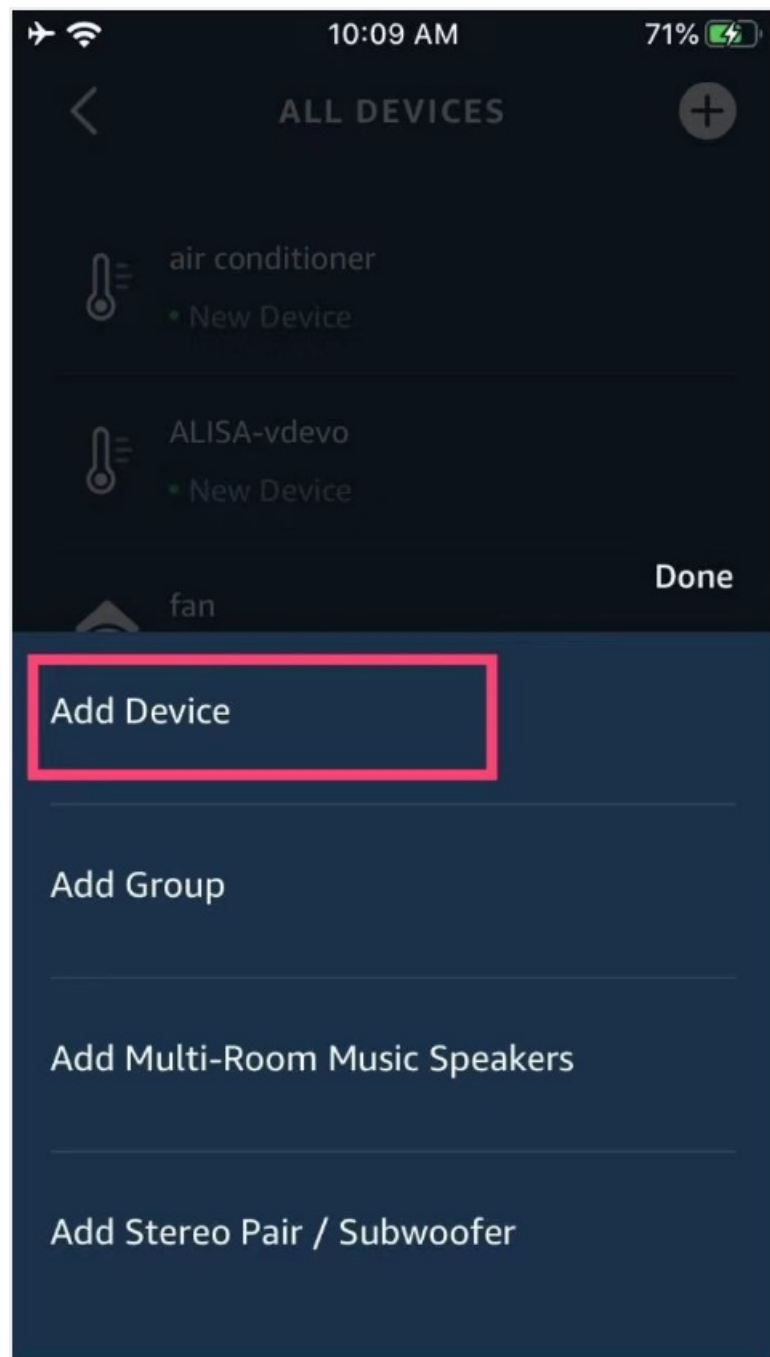 10:09 AM 71%
ALL DEVICES
air conditioner
• New Device
ALISA-vdevo
• New Device
Done
fan
Add Device
Add Group
Add Multi-Room Music Speakers
Add Stereo Pair / Subwoofer